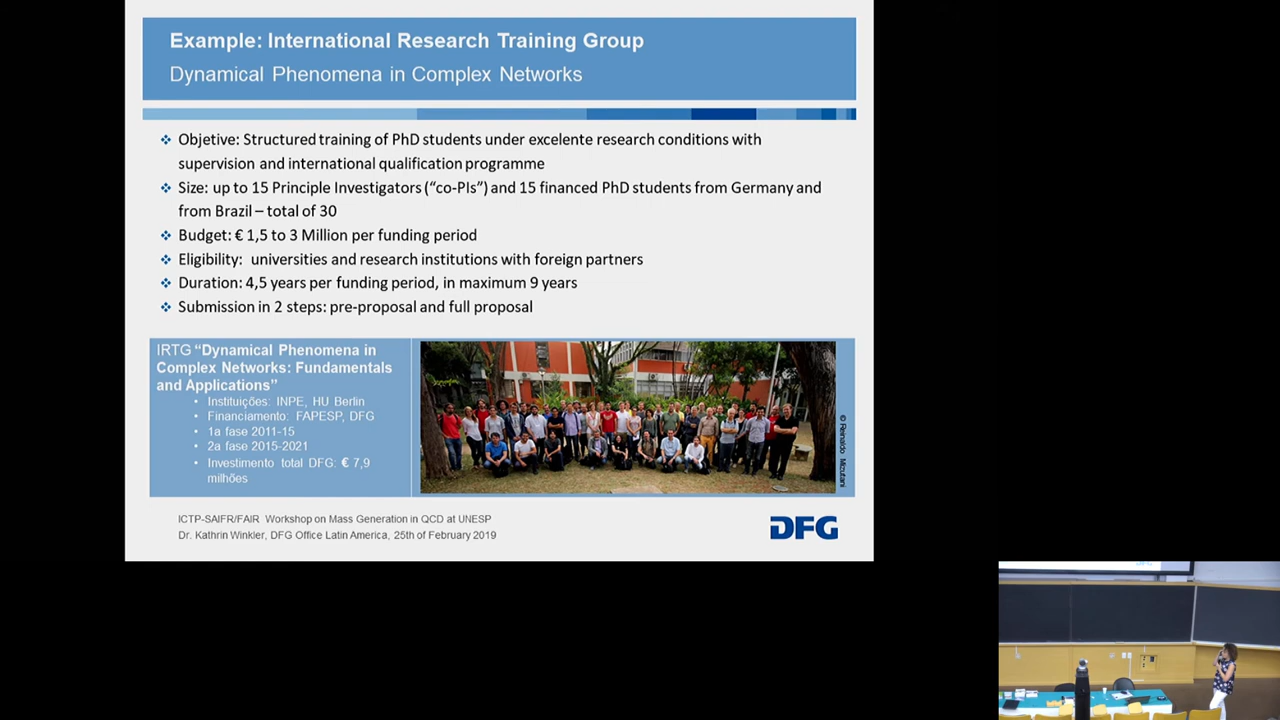 Example: International Research Training Group
Dynamical Phenomena in Complex Networks
Objetive: Structured training of PhD students under excelente research conditions with
supervision and international qualification programme
Size: up to 15 Principle Investigators (“co-PIs”) and 15 financed PhD students from Germany and
from Brazil – total of 30
Budget: € 1,5 to 3 Million per funding period
Eligibility: universities and research institutions with foreign partners
Duration: 4,5 years per funding period, in maximum 9 years
Submission in 2 steps: pre-proposal and full proposal
IRTG “Dynamical Phenomena in
Complex Networks: Fundamentals
and Applications”
• Instituições: INPE, HU Berlin
• Financiamento: FAPESP, DFG
• 1a fase 2011-15
• 2a fase 2015-2021
• Investimento total DFG: € 7,9
milhões
© Reinaldo Mizutani
ICTP-SAIFR/FAIR Workshop on Mass Generation in QCD at UNESP
Dr. Kathrin Winkler, DFG Office Latin America, 25th of February 2019
DFG